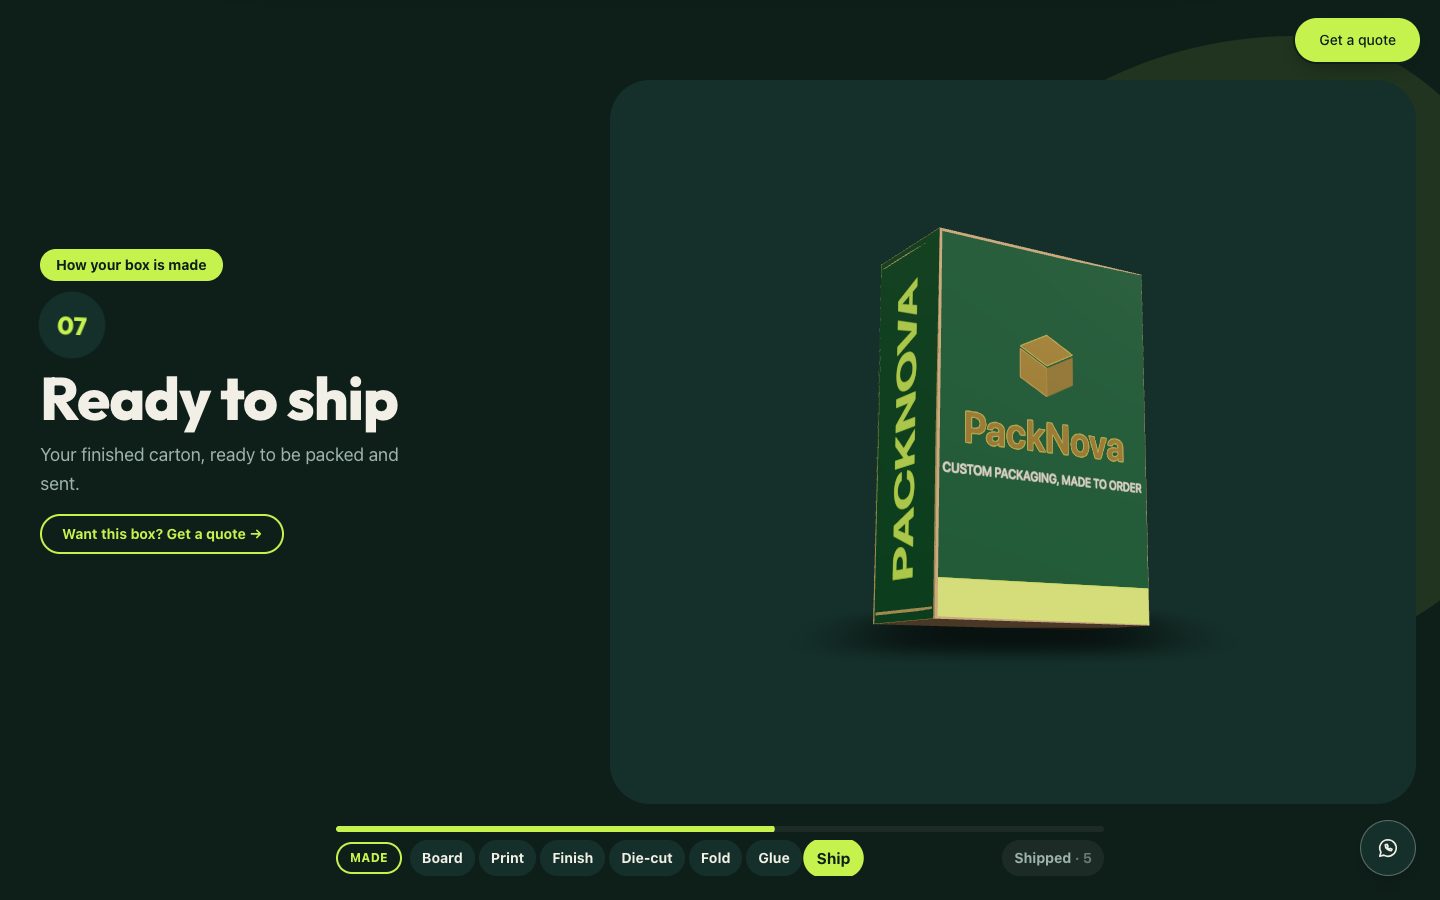 Get a quote
How your box is made
07
Ready to ship
Your finished carton, ready to be packed and
sent.
Want this box? Get a quote →
PACKNOVA
PackNova
CUSTOM PACKAGING, MADE TO ORDER
MADE
Board
Print
Finish
Die-cut
Fold
Glue
Ship
Shipped · 5